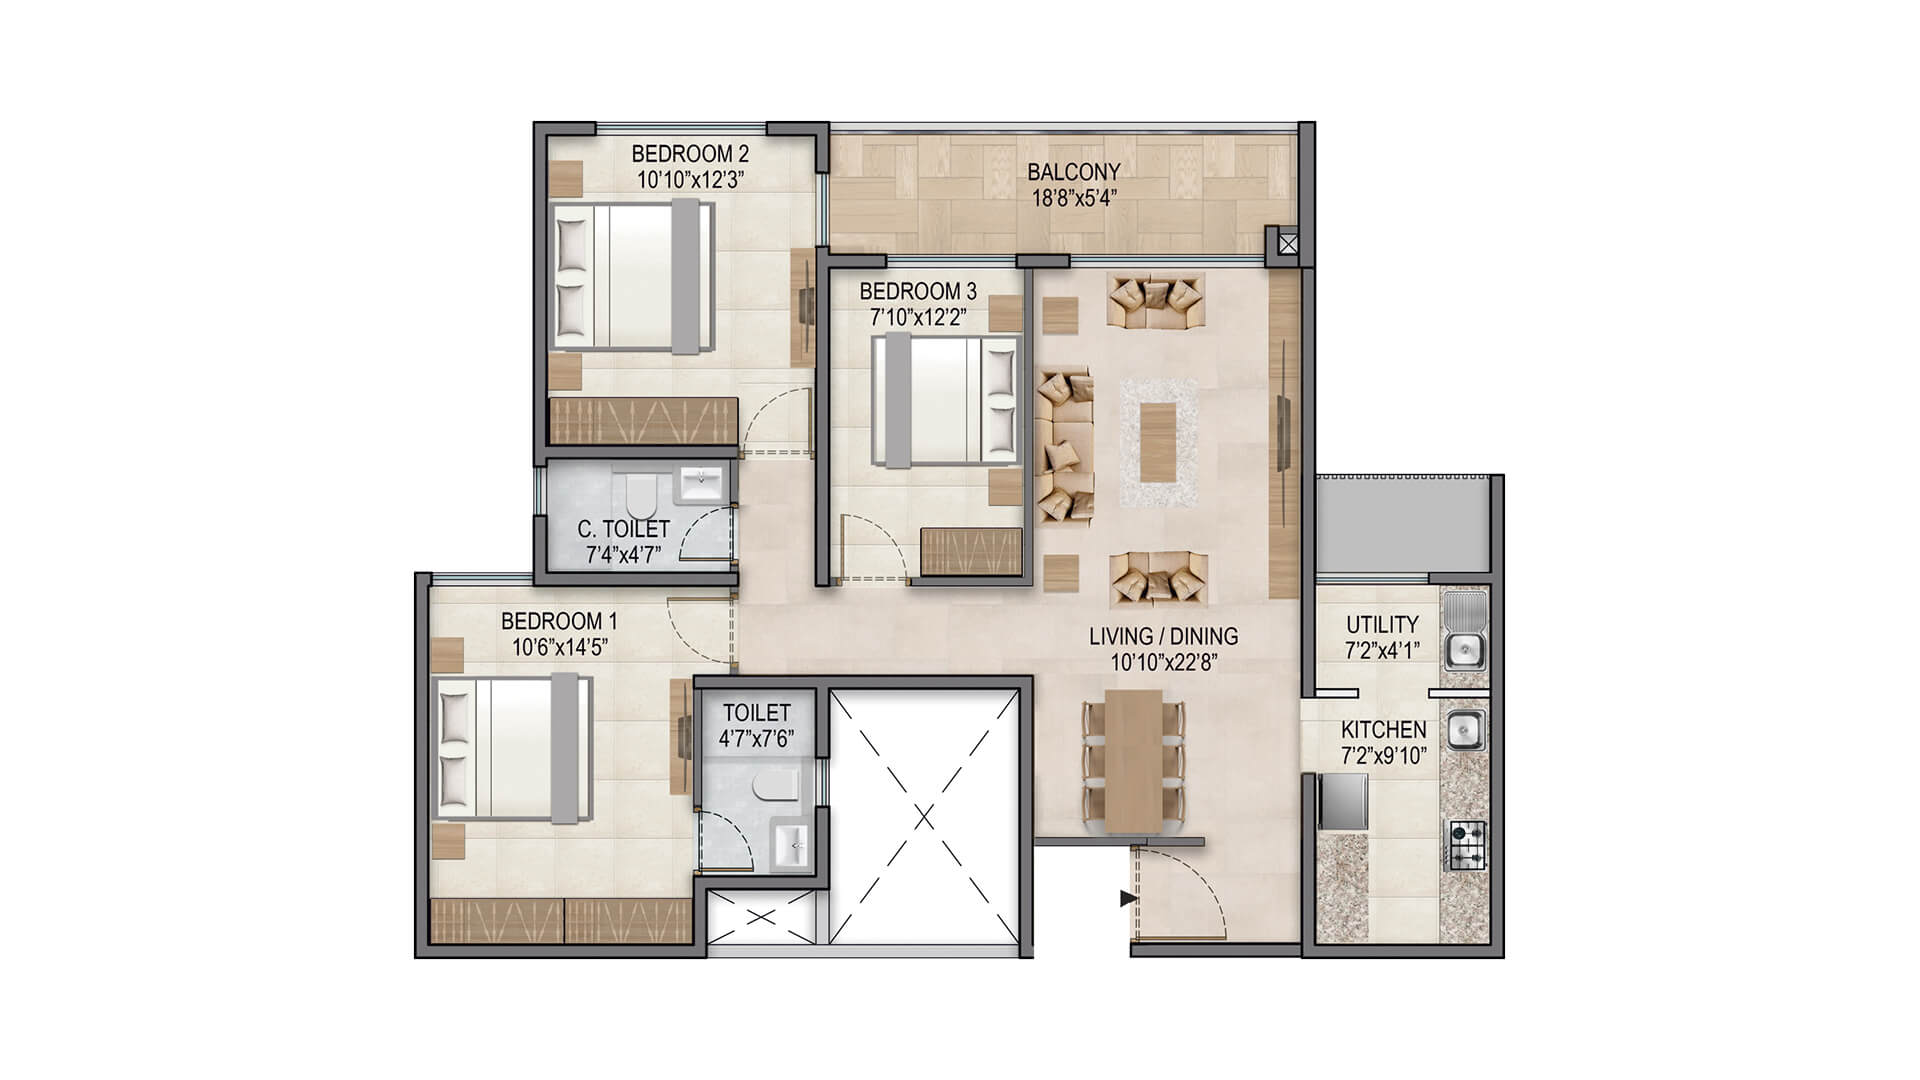 BEDROOM 2
10’10”x12’3”
BALCONY
18’8”x5’4”
BEDROOM 3
7’10”x12’2”
C. TOILET
7’4”x4’7”
BEDROOM 1
10’6”x14’5”
LIVING / DINING
10’10”x22’8”
UTILITY
7’2”x4’1”
TOILET
4’7”x7’6”
KITCHEN
7’2”x9’10”